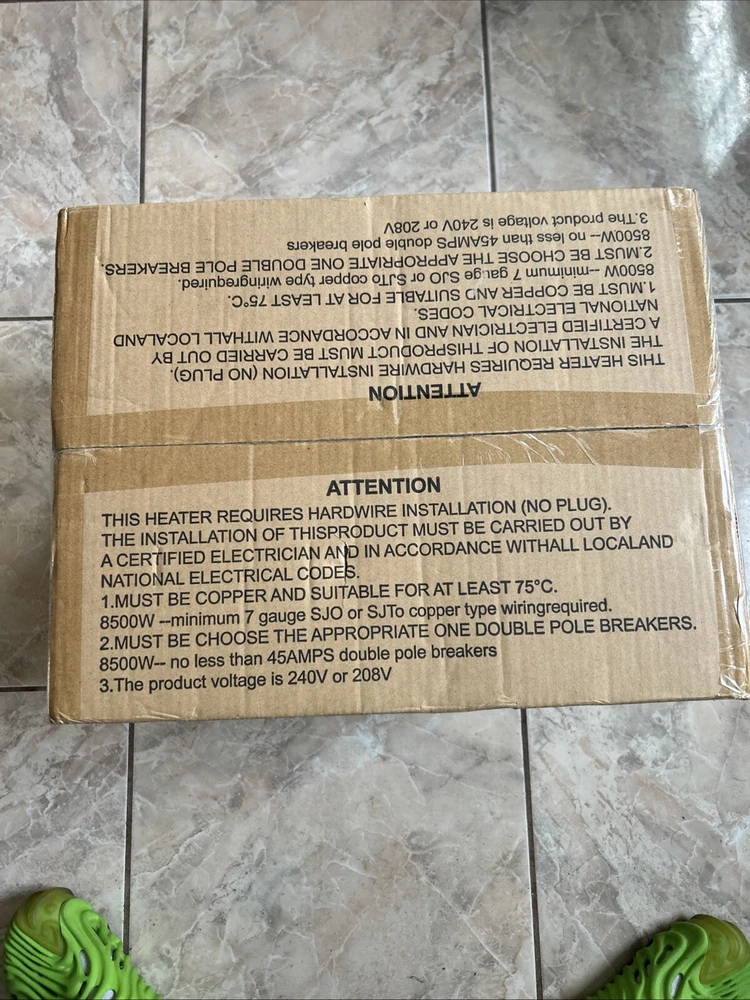 3.The product voltage is 240V or 208V
8500W-- no less than 45AMPS double pole breakers
2.MUST BE CHOOSE THE APPROPRIATE ONE DOUBLE POLE BREAKERS.
8500W --minimum 7 gauge SJO or SJTo copper type wiringrequired.
1.MUST BE COPPER AND SUITABLE FOR AT LEAST 75°C.
NATIONAL ELECTRICAL CODES.
A CERTIFIED ELECTRICIAN AND IN ACCORDANCE WITHALL LOCALAND
THE INSTALLATION OF THISPRODUCT MUST BE CARRIED OUT BY
THIS HEATER REQUIRES HARDWIRE INSTALLATION (NO PLUG).
ATTENTION
ATTENTION
THIS HEATER REQUIRES HARDWIRE INSTALLATION (NO PLUG).
THE INSTALLATION OF THISPRODUCT MUST BE CARRIED OUT BY
A CERTIFIED ELECTRICIAN AND IN ACCORDANCE WITHALL LOCALAND
NATIONAL ELECTRICAL CODES.
1.MUST BE COPPER AND SUITABLE FOR AT LEAST 75°C.
8500W --minimum 7 gauge SJO or SJTo copper type wiringrequired.
2.MUST BE CHOOSE THE APPROPRIATE ONE DOUBLE POLE BREAKERS.
8500W-- no less than 45AMPS double pole breakers
3.The product voltage is 240V or 208V